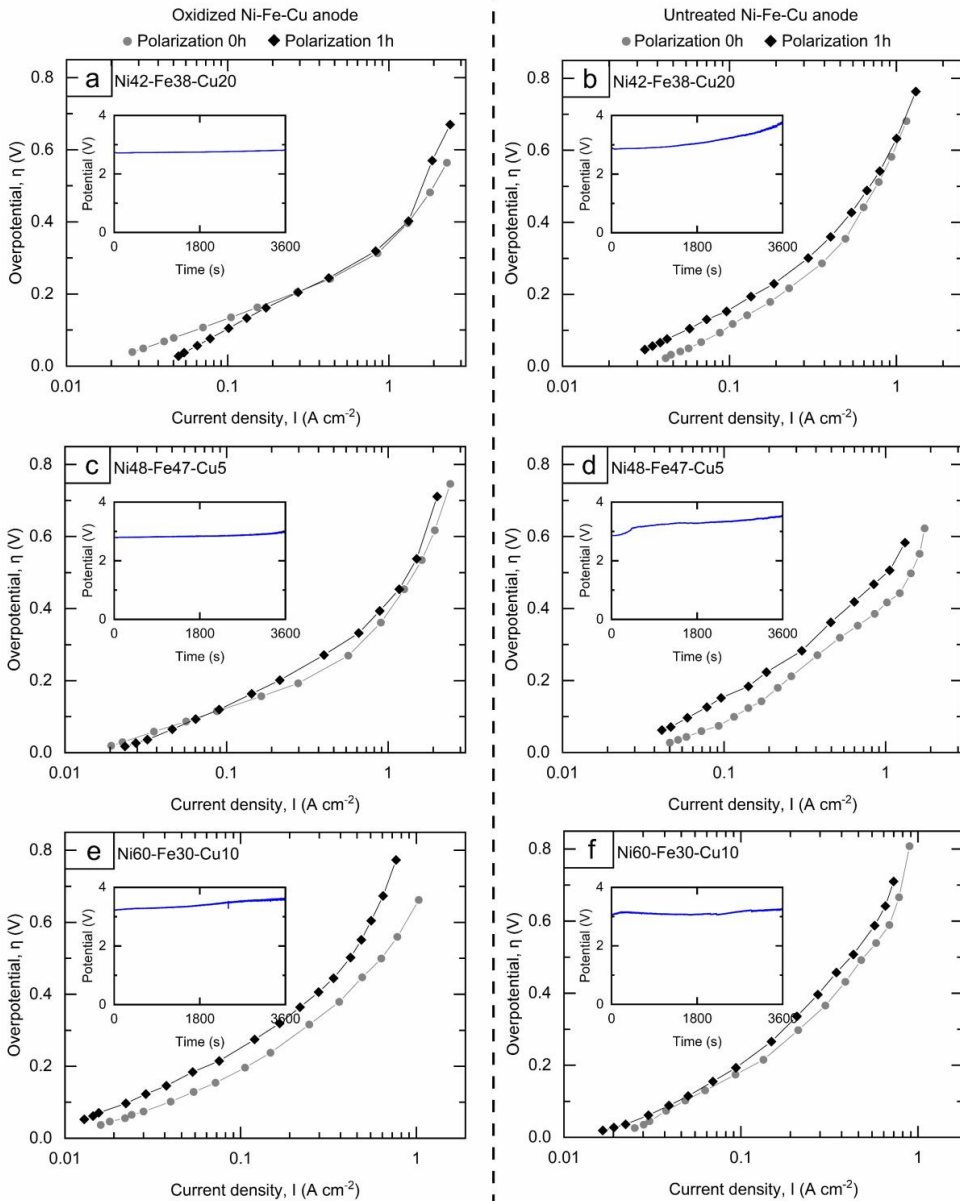 Oxidized Ni-Fe-Cu anode
Polarization 0h Polarization 1h
Untreated Ni-Fe-Cu anode
Polarization 0h Polarization 1h
a Ni42-Fe38-Cu20
0.8
0.6
0.4
0.2
0.0
Overpotential, η (V)
4
2
0
Potential (V)
0 1800 3600
Time (s)
0.01 0.1 1
Current density, I (A cm-2)
b Ni42-Fe38-Cu20
0.8
0.6
0.4
0.2
0.0
Overpotential, η (V)
4
2
0
Potential (V)
0 1800 3600
Time (s)
0.01 0.1 1
Current density, I (A cm-2)
c Ni48-Fe47-Cu5
0.8
0.6
0.4
0.2
0.0
Overpotential, η (V)
4
2
0
Potential (V)
0 1800 3600
Time (s)
0.01 0.1 1
Current density, I (A cm-2)
d Ni48-Fe47-Cu5
0.8
0.6
0.4
0.2
0.0
Overpotential, η (V)
4
2
0
Potential (V)
0 1800 3600
Time (s)
0.01 0.1 1
Current density, I (A cm-2)
e Ni60-Fe30-Cu10
0.8
0.6
0.4
0.2
0.0
Overpotential, η (V)
4
2
0
Potential (V)
0 1800 3600
Time (s)
0.01 0.1 1
Current density, I (A cm-2)
f Ni60-Fe30-Cu10
0.8
0.6
0.4
0.2
0.0
Overpotential, η (V)
4
2
0
Potential (V)
0 1800 3600
Time (s)
0.01 0.1 1
Current density, I (A cm-2)